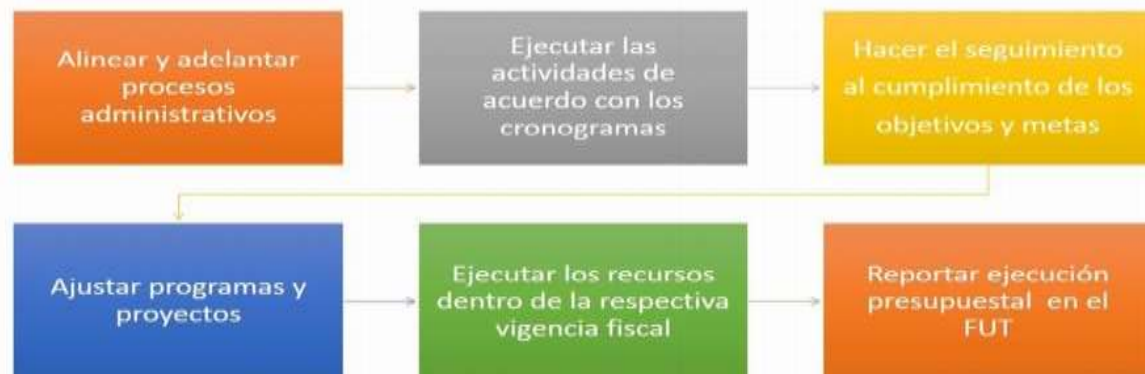 Alinear y adelantar
procesos
administrativos
Ejecutar las
actividades de
acuerdo con los
cronogramas
Hacer el seguimiento
al cumplimiento de los
objetivos y metas
Ajustar programas y
proyectos
Ejecutar los recursos
dentro de la respectiva
vigencia fiscal
Reportar ejecución
presupuestal en el
FUT